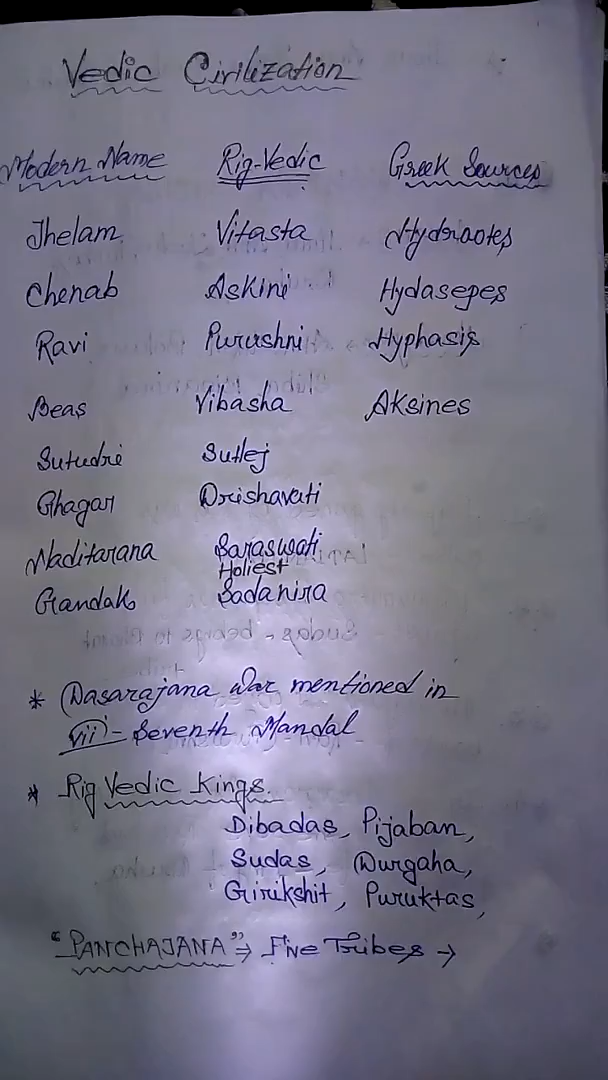 Vedic Civilization
Modern Name Rig-Vedic Greek Sources
Jhelam Vitasta Hydraotes
Chenab Askini Hydasepes
Ravi Purushni Hyphasis
Beas Vibasha Aksines
Sutudri Sutlej
Ghagar Drishavati
Naditarana Saraswati
Holiest
Gandak Sadanira
* Dasarajana War mentioned in
vii - Seventh Mandal
* Rig Vedic Kings.
Dibadas, Pijaban,
Sudas, Durgaha,
Girikshit, Puruktas,
"PANCHAJANA" → Five Tribes →